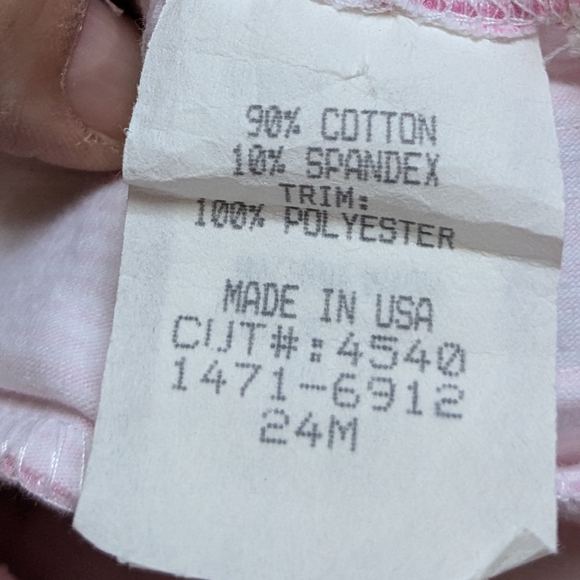 90% COTTON
10% SPANDEX
TRIM:
100% POLYESTER
MADE IN USA
CUT#:4540
1471-6912
24M